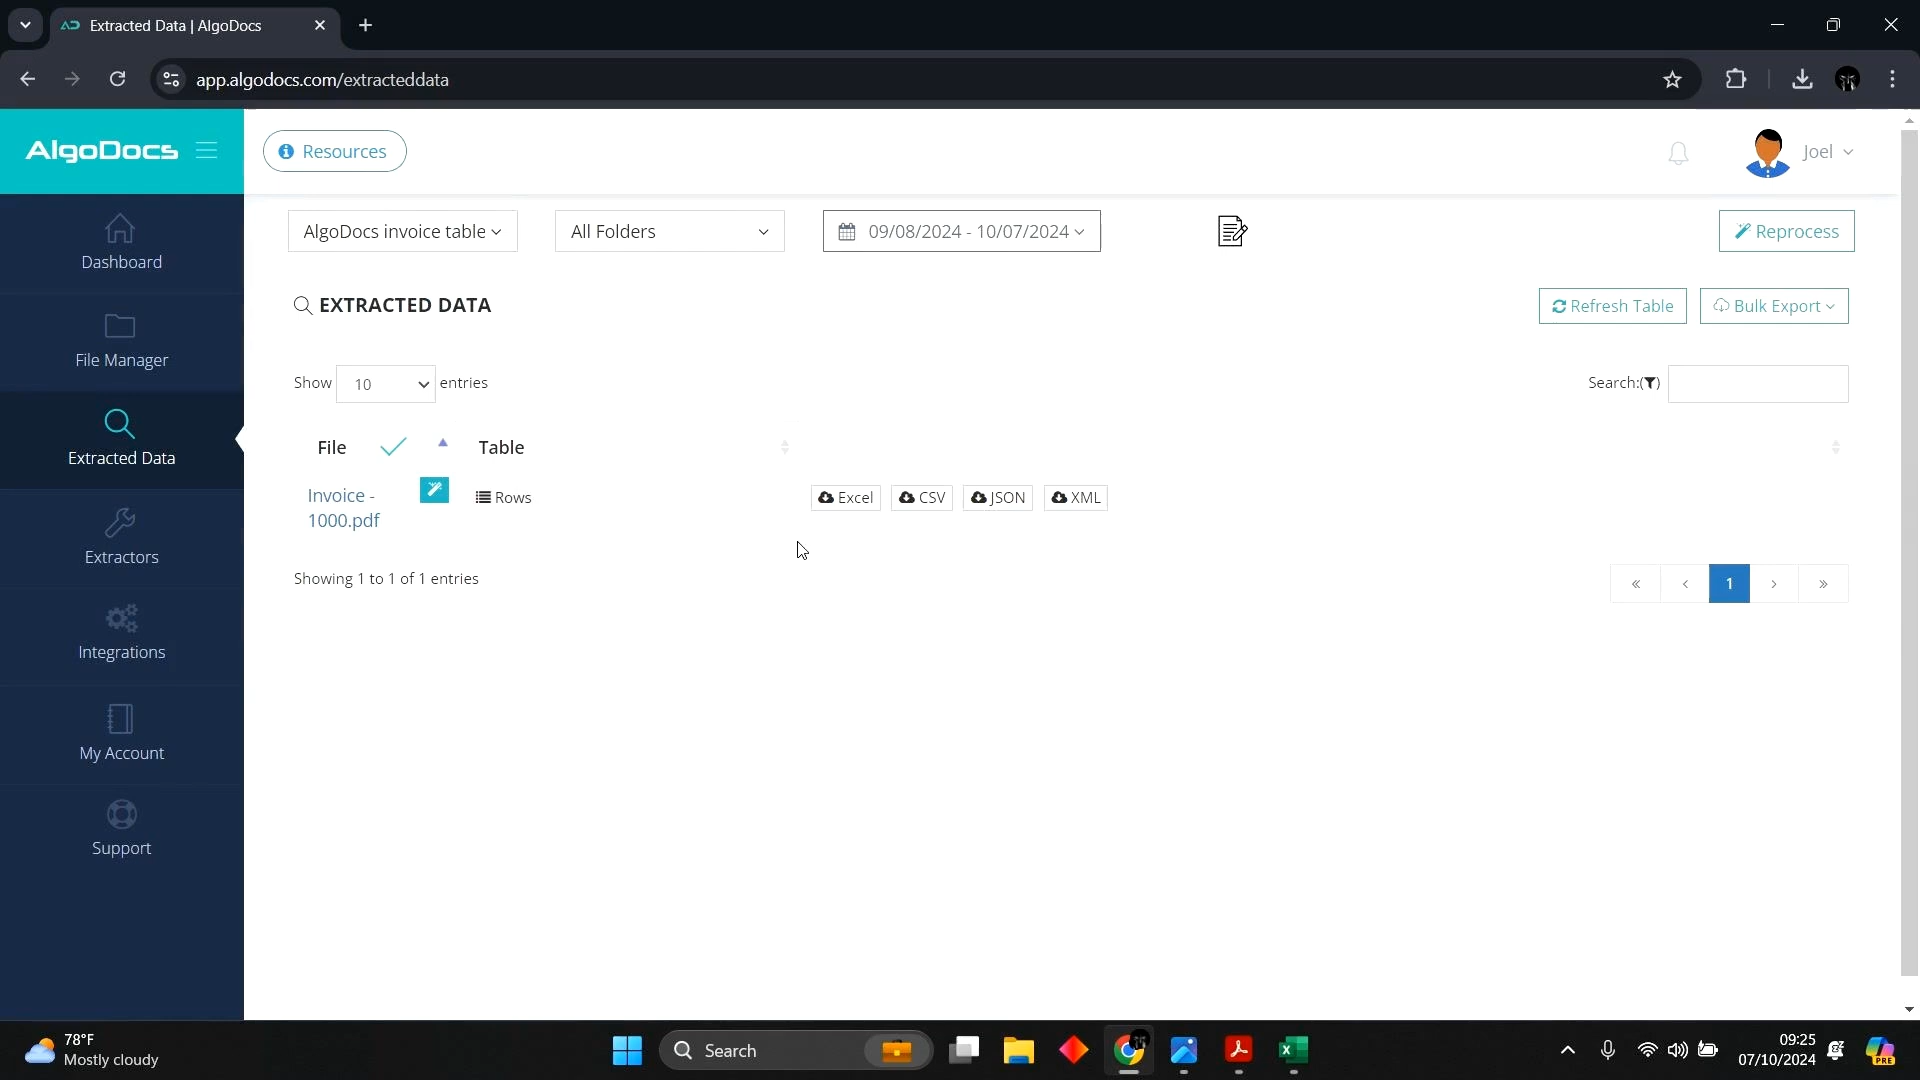 Extracted Data | AlgoDocs
app.algodocs.com/extracteddata
AlgoDocs
Resources
Joel
Dashboard
File Manager
Extracted Data
Extractors
Integrations
My Account
Support
AlgoDocs invoice table
All Folders
09/08/2024 - 10/07/2024
Reprocess
EXTRACTED DATA
Refresh Table
Bulk Export
Show 10 entries
Search:
File
Table
Invoice -
1000.pdf
Rows
Excel
CSV
JSON
XML
Showing 1 to 1 of 1 entries
« ‹ 1 › »
78°F
Mostly cloudy
Search
09:25
07/10/2024
PRE